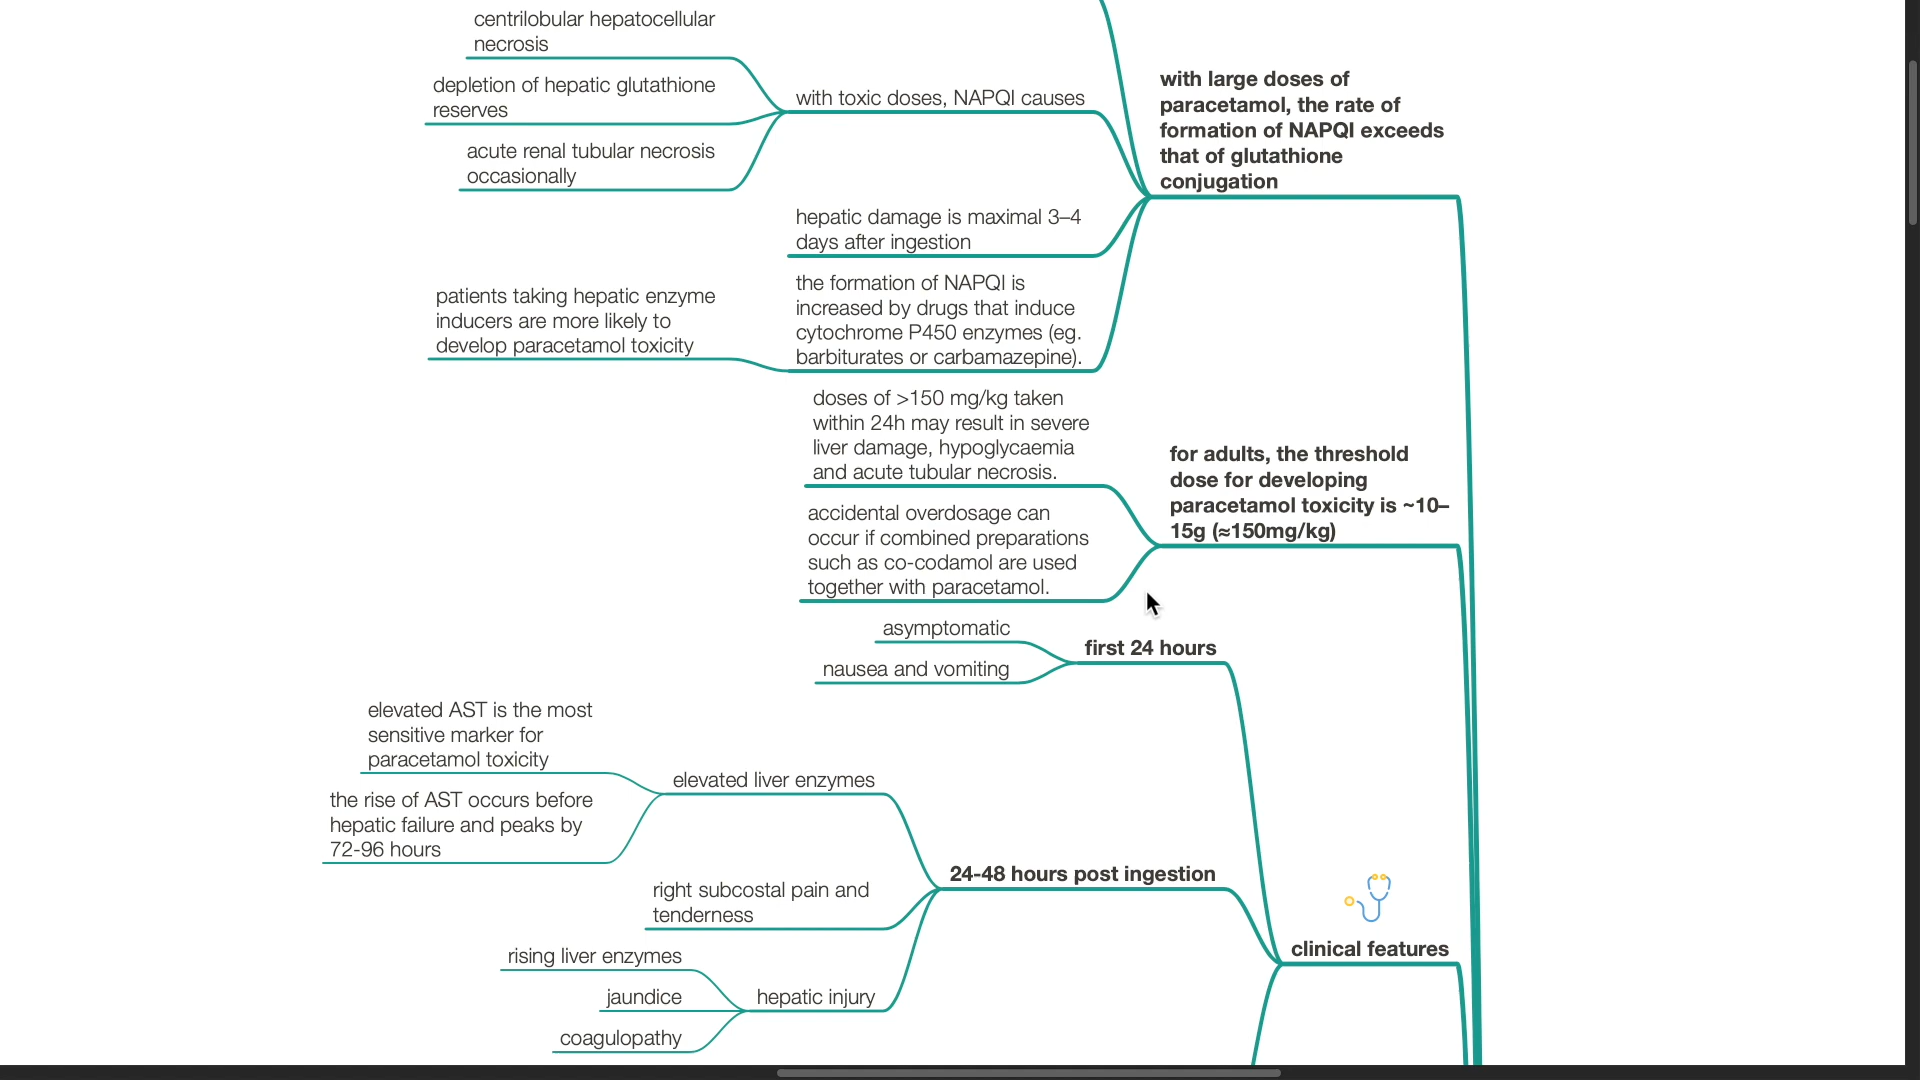 centrilobular hepatocellular
necrosis
depletion of hepatic glutathione
reserves
acute renal tubular necrosis
occasionally
with toxic doses, NAPQI causes
hepatic damage is maximal 3–4
days after ingestion
patients taking hepatic enzyme
inducers are more likely to
develop paracetamol toxicity
the formation of NAPQI is
increased by drugs that induce
cytochrome P450 enzymes (eg.
barbiturates or carbamazepine).
with large doses of
paracetamol, the rate of
formation of NAPQI exceeds
that of glutathione
conjugation
doses of >150 mg/kg taken
within 24h may result in severe
liver damage, hypoglycaemia
and acute tubular necrosis.
accidental overdosage can
occur if combined preparations
such as co-codamol are used
together with paracetamol.
for adults, the threshold
dose for developing
paracetamol toxicity is ~10–
15g (≈150mg/kg)
asymptomatic
nausea and vomiting
first 24 hours
elevated AST is the most
sensitive marker for
paracetamol toxicity
the rise of AST occurs before
hepatic failure and peaks by
72-96 hours
elevated liver enzymes
right subcostal pain and
tenderness
rising liver enzymes
jaundice
coagulopathy
hepatic injury
24-48 hours post ingestion
clinical features